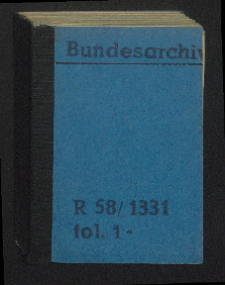 Bundesarchiv
R 58/1331
fol. 1-